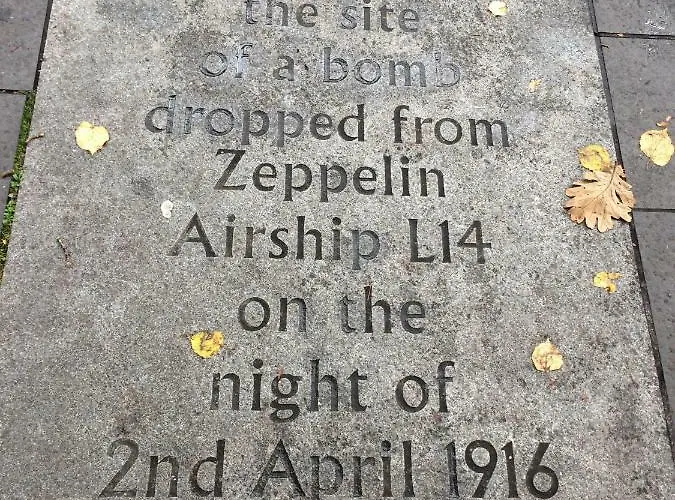 the site
of a bomb
dropped from
Zeppelin
Airship L14
on the
night of
2nd April 1916